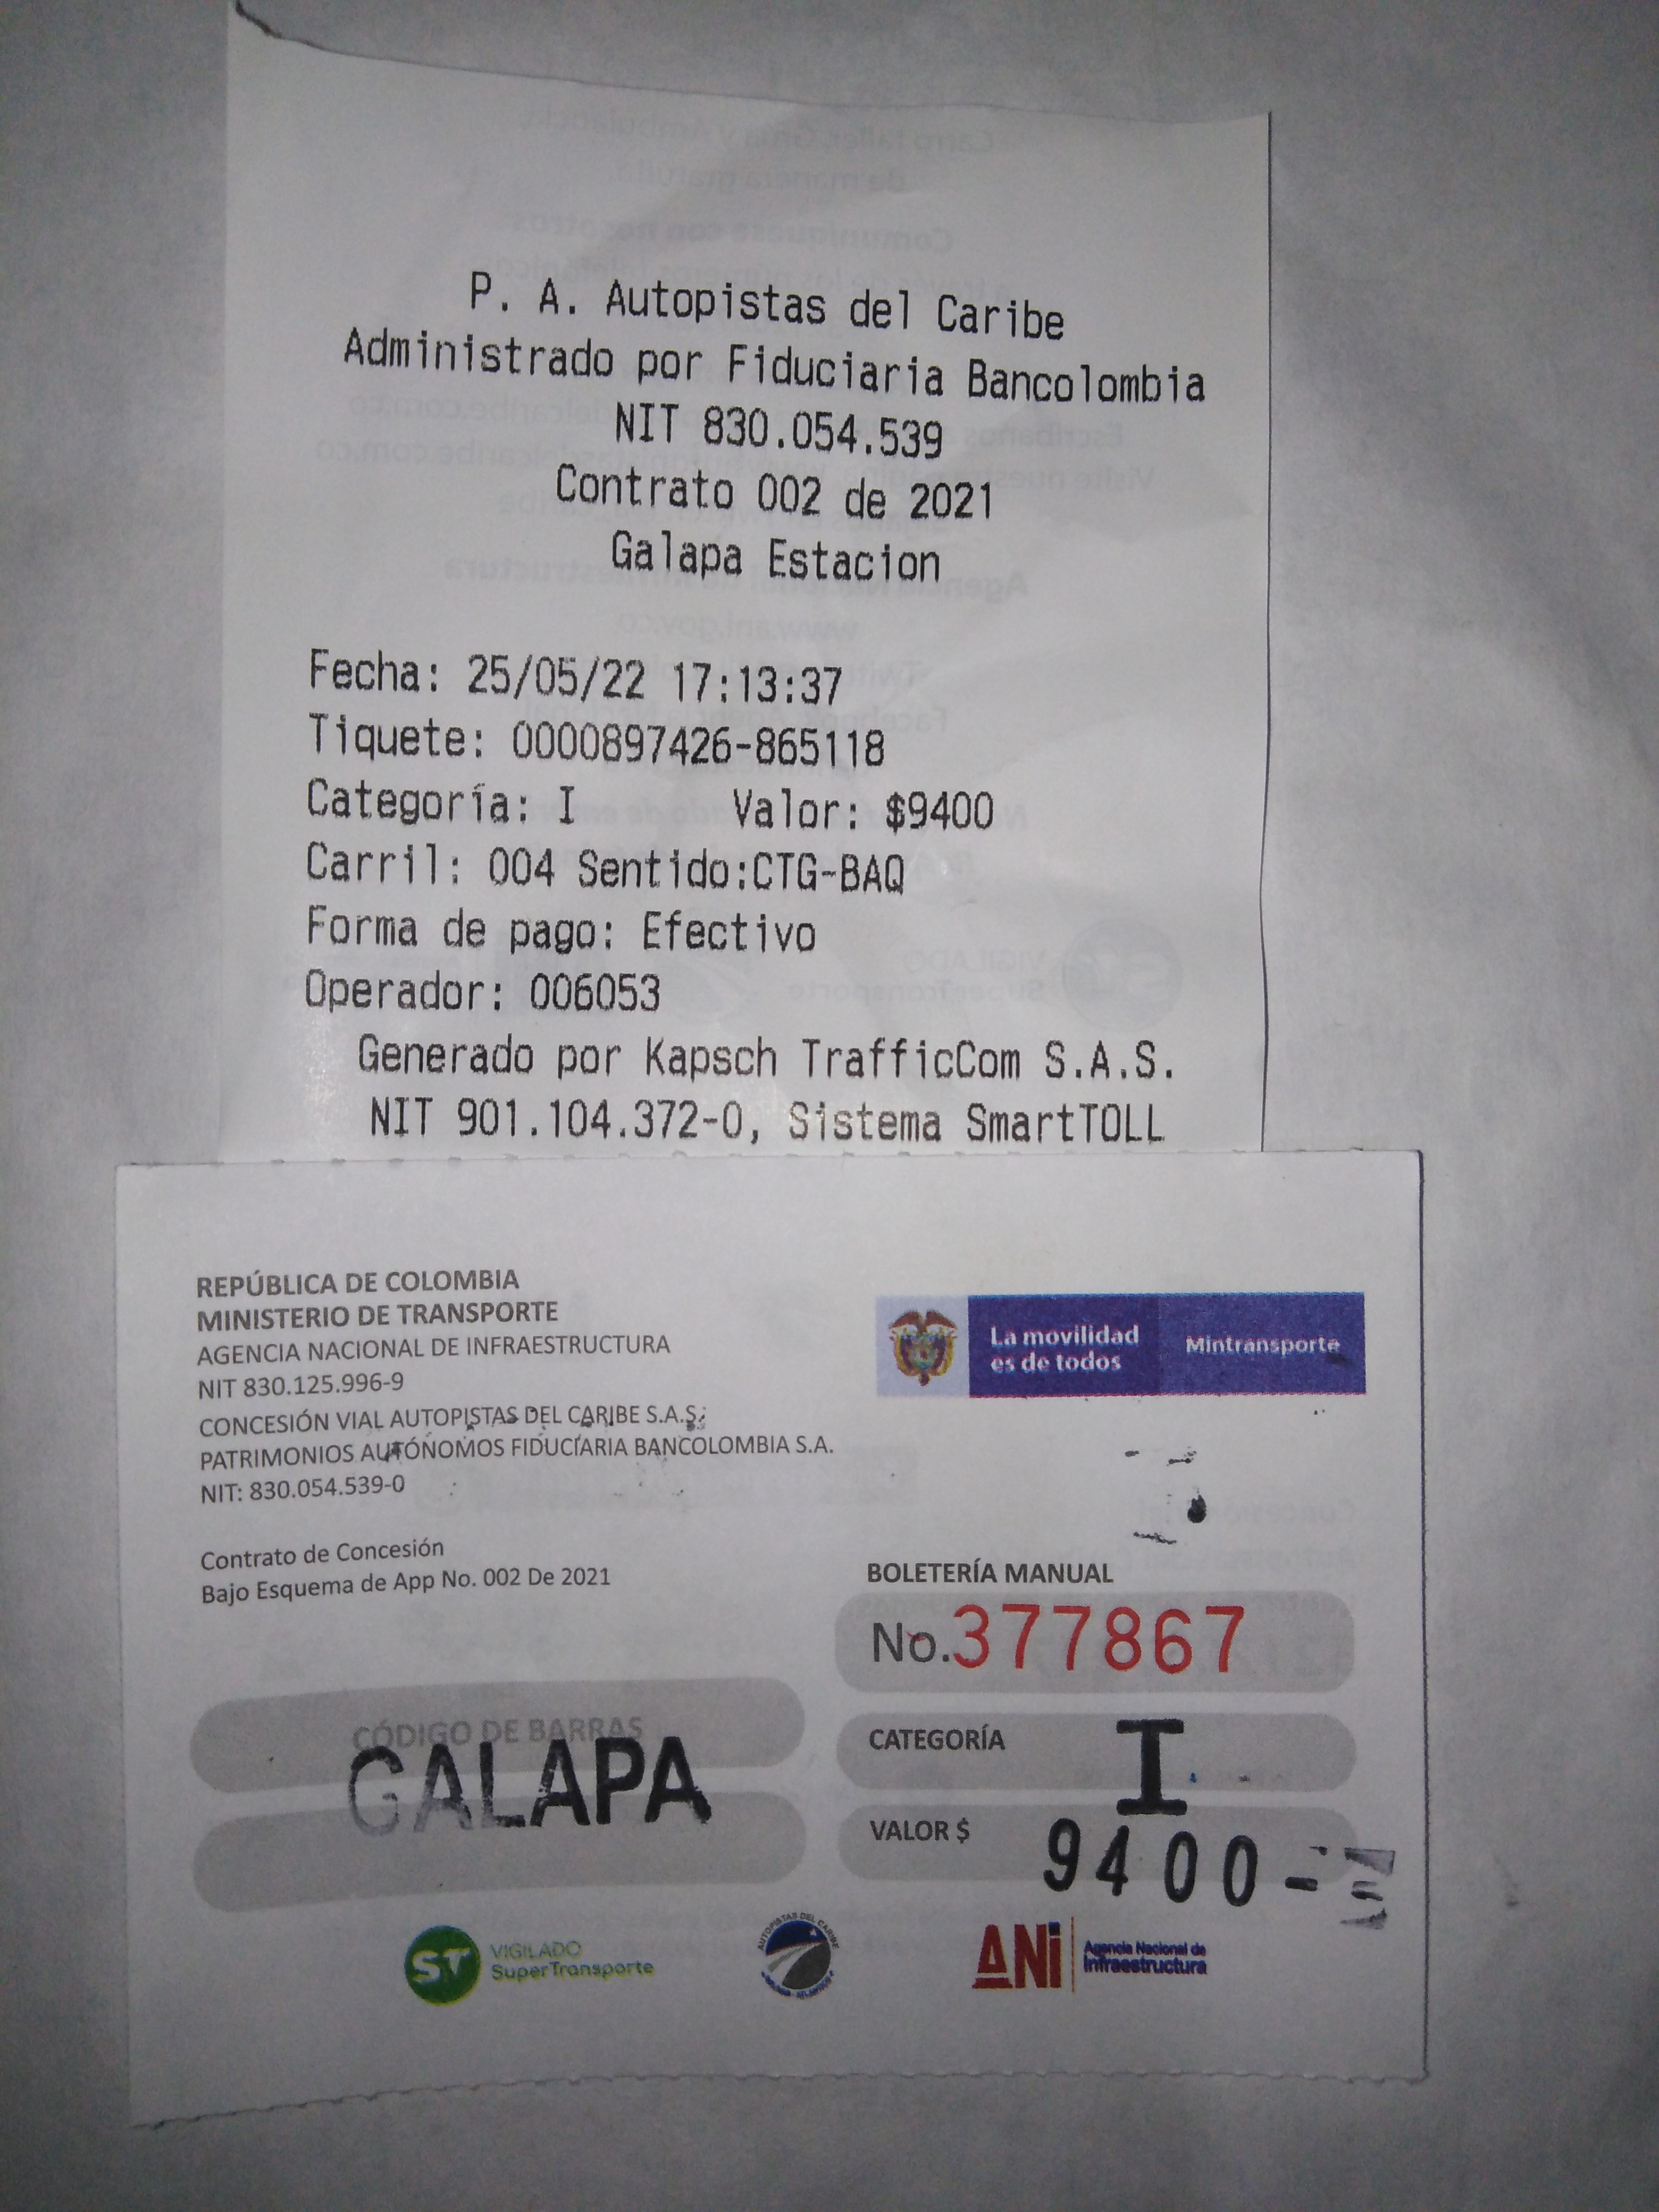 P. A. Autopistas del Caribe
Administrado por Fiduciaria Bancolombia
NIT 830.054.539
Contrato 002 de 2021
Galapa Estacion
Fecha: 25/05/22 17:13:37
Tiquete: 0000897426-865118
Categoría: I Valor: $9400
Carril: 004 Sentido:CTG-BAQ
Forma de pago: Efectivo
Operador: 006053
Generado por Kapsch TrafficCom S.A.S.
NIT 901.104.372-0, Sistema SmartTOLL
REPÚBLICA DE COLOMBIA
MINISTERIO DE TRANSPORTE
AGENCIA NACIONAL DE INFRAESTRUCTURA
NIT 830.125.996-9
CONCESIÓN VIAL AUTOPISTAS DEL CARIBE S.A.S.
PATRIMONIOS AUTÓNOMOS FIDUCIARIA BANCOLOMBIA S.A.
NIT: 830.054.539-0
Contrato de Concesión
Bajo Esquema de App No. 002 De 2021
La movilidad
es de todos
Mintransporte
BOLETERÍA MANUAL
No.377867
CÓDIGO DE BARRAS
GALAPA
CATEGORÍA I
VALOR $ 9400-
ST VIGILADO
SuperTransporte
AUTOPISTAS DEL CARIBE
ANi Agencia Nacional de
Infraestructura